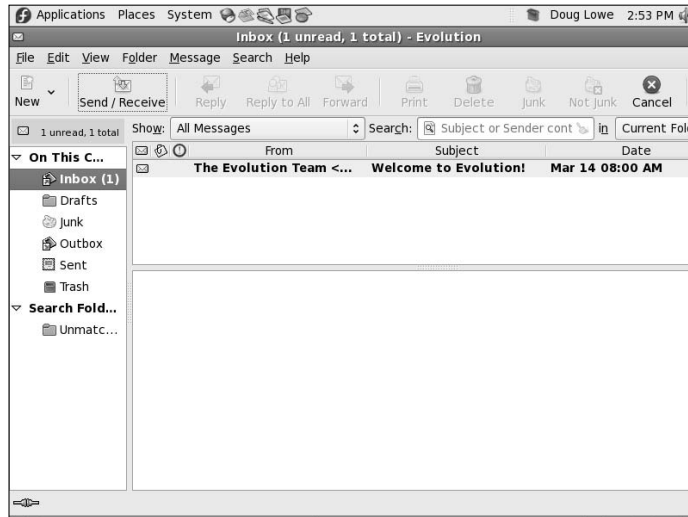 Applications Places System Doug Lowe 2:53 PM
Inbox (1 unread, 1 total) - Evolution
File Edit View Folder Message Search Help
New Send / Receive Reply Reply to All Forward Print Delete Junk Not Junk Cancel
1 unread, 1 total Show: All Messages Search: Subject or Sender cont in Current Fol
On This C... From Subject Date
Inbox (1) The Evolution Team <... Welcome to Evolution! Mar 14 08:00 AM
Drafts
Junk
Outbox
Sent
Trash
Search Fold...
Unmatc...